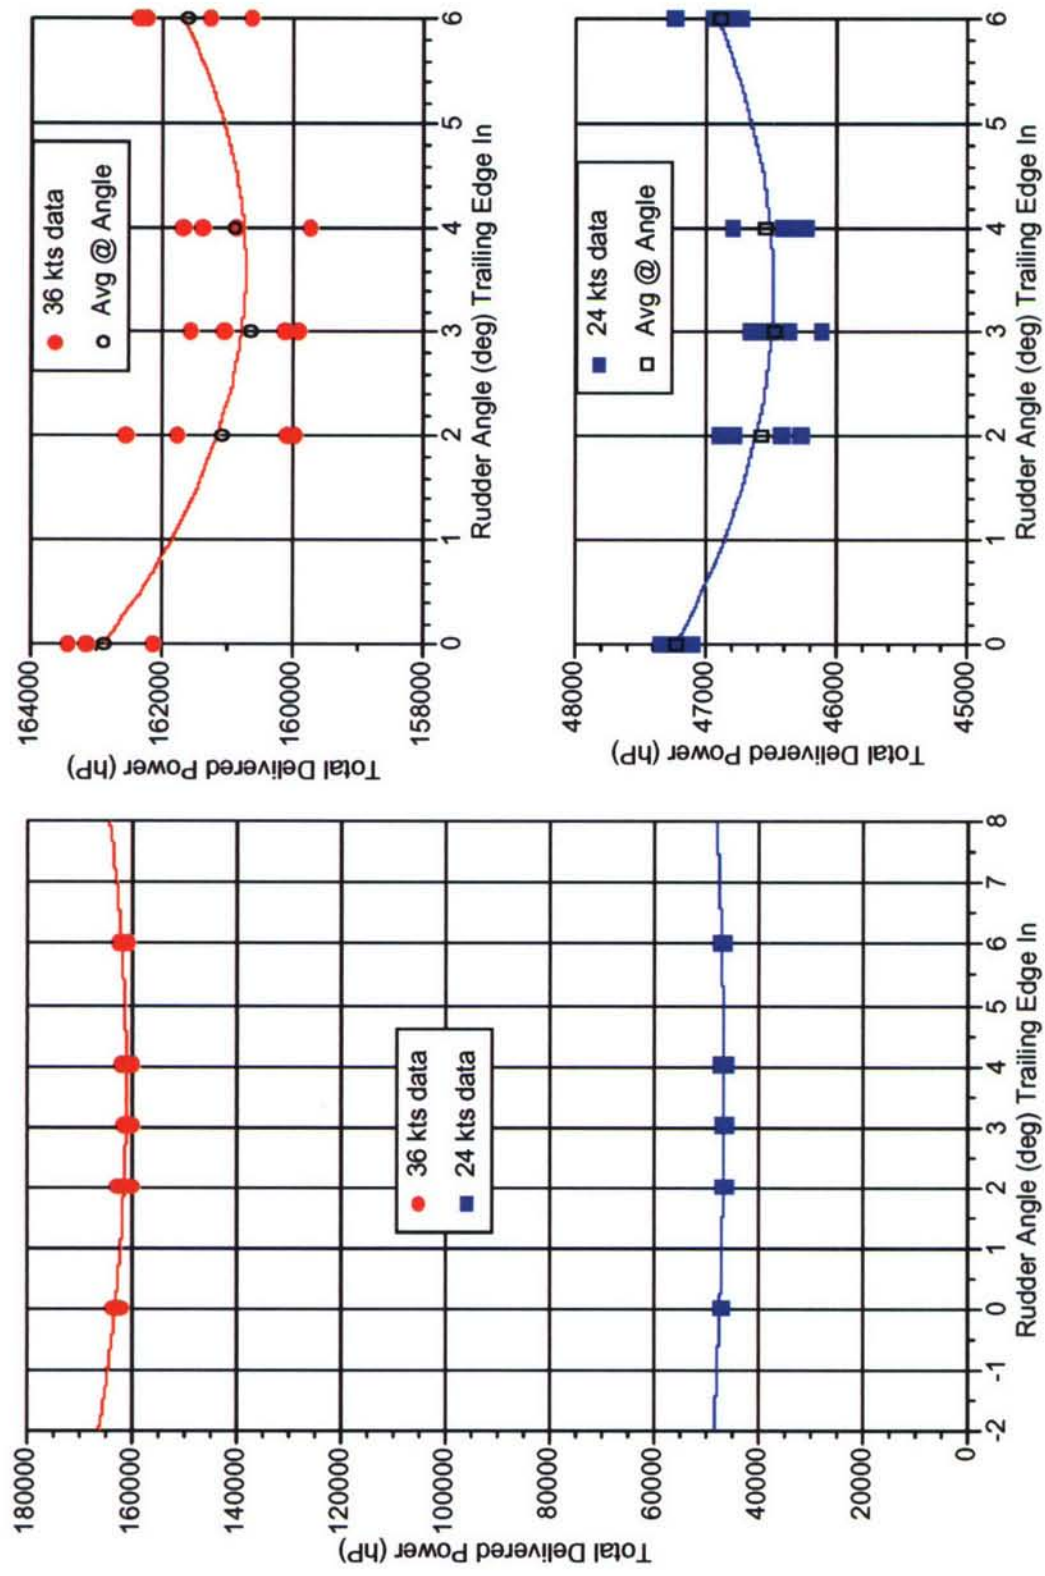 Total Delivered Power (hP)
180000
160000
140000
120000
100000
80000
60000
40000
20000
0
-2 -1 0 1 2 3 4 5 6 7 8
Rudder Angle (deg) Trailing Edge In
36 kts data
24 kts data
Total Delivered Power (hP)
164000
162000
160000
158000
0 1 2 3 4 5 6
Rudder Angle (deg) Trailing Edge In
36 kts data
Avg @ Angle
Total Delivered Power (hP)
48000
47000
46000
45000
0 1 2 3 4 5 6
Rudder Angle (deg) Trailing Edge In
24 kts data
Avg @ Angle